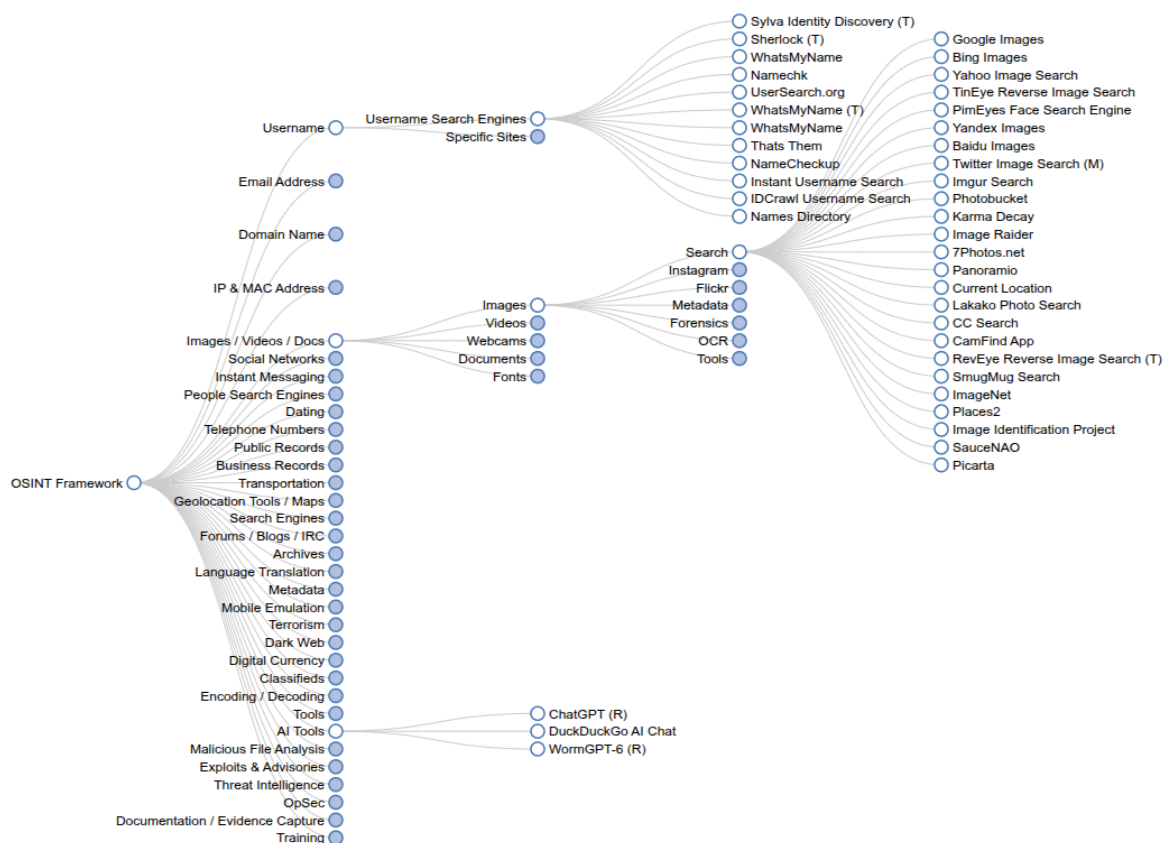 OSINT Framework
Username
Email Address
Domain Name
IP & MAC Address
Images / Videos / Docs
Social Networks
Instant Messaging
People Search Engines
Dating
Telephone Numbers
Public Records
Business Records
Transportation
Geolocation Tools / Maps
Search Engines
Forums / Blogs / IRC
Archives
Language Translation
Metadata
Mobile Emulation
Terrorism
Dark Web
Digital Currency
Classifieds
Encoding / Decoding
Tools
AI Tools
Malicious File Analysis
Exploits & Advisories
Threat Intelligence
OpSec
Documentation / Evidence Capture
Training
Username Search Engines
Specific Sites
Images
Videos
Webcams
Documents
Fonts
ChatGPT (R)
DuckDuckGo AI Chat
WormGPT-6 (R)
Sylva Identity Discovery (T)
Sherlock (T)
WhatsMyName
Namechk
UserSearch.org
WhatsMyName (T)
WhatsMyName
Thats Them
NameCheckup
Instant Username Search
IDCrawl Username Search
Names Directory
Search
Instagram
Flickr
Metadata
Forensics
OCR
Tools
Google Images
Bing Images
Yahoo Image Search
TinEye Reverse Image Search
PimEyes Face Search Engine
Yandex Images
Baidu Images
Twitter Image Search (M)
Imgur Search
Photobucket
Karma Decay
Image Raider
7Photos.net
Panoramio
Current Location
Lakako Photo Search
CC Search
CamFind App
RevEye Reverse Image Search (T)
SmugMug Search
ImageNet
Places2
Image Identification Project
SauceNAO
Picarta